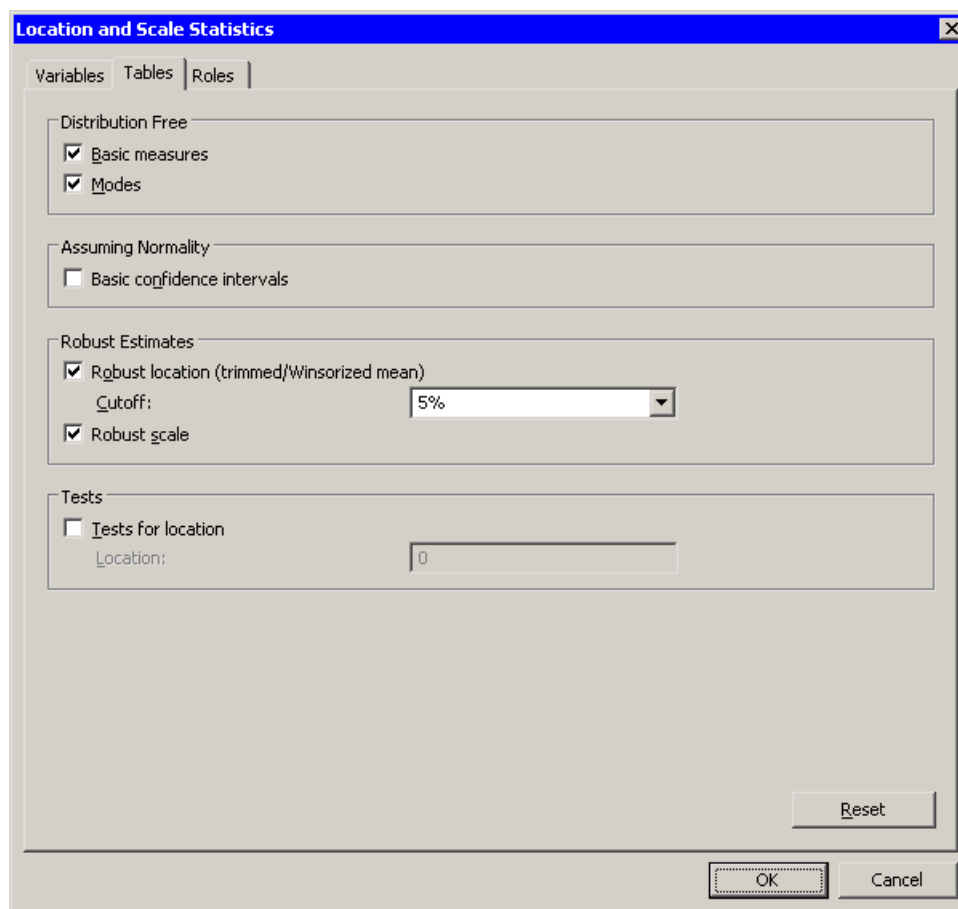 Location and Scale Statistics
Variables Tables Roles
Distribution Free
Basic measures
Modes
Assuming Normality
Basic confidence intervals
Robust Estimates
Robust location (trimmed/Winsorized mean)
Cutoff: 5%
Robust scale
Tests
Tests for location
Location: 0
Reset
OK Cancel